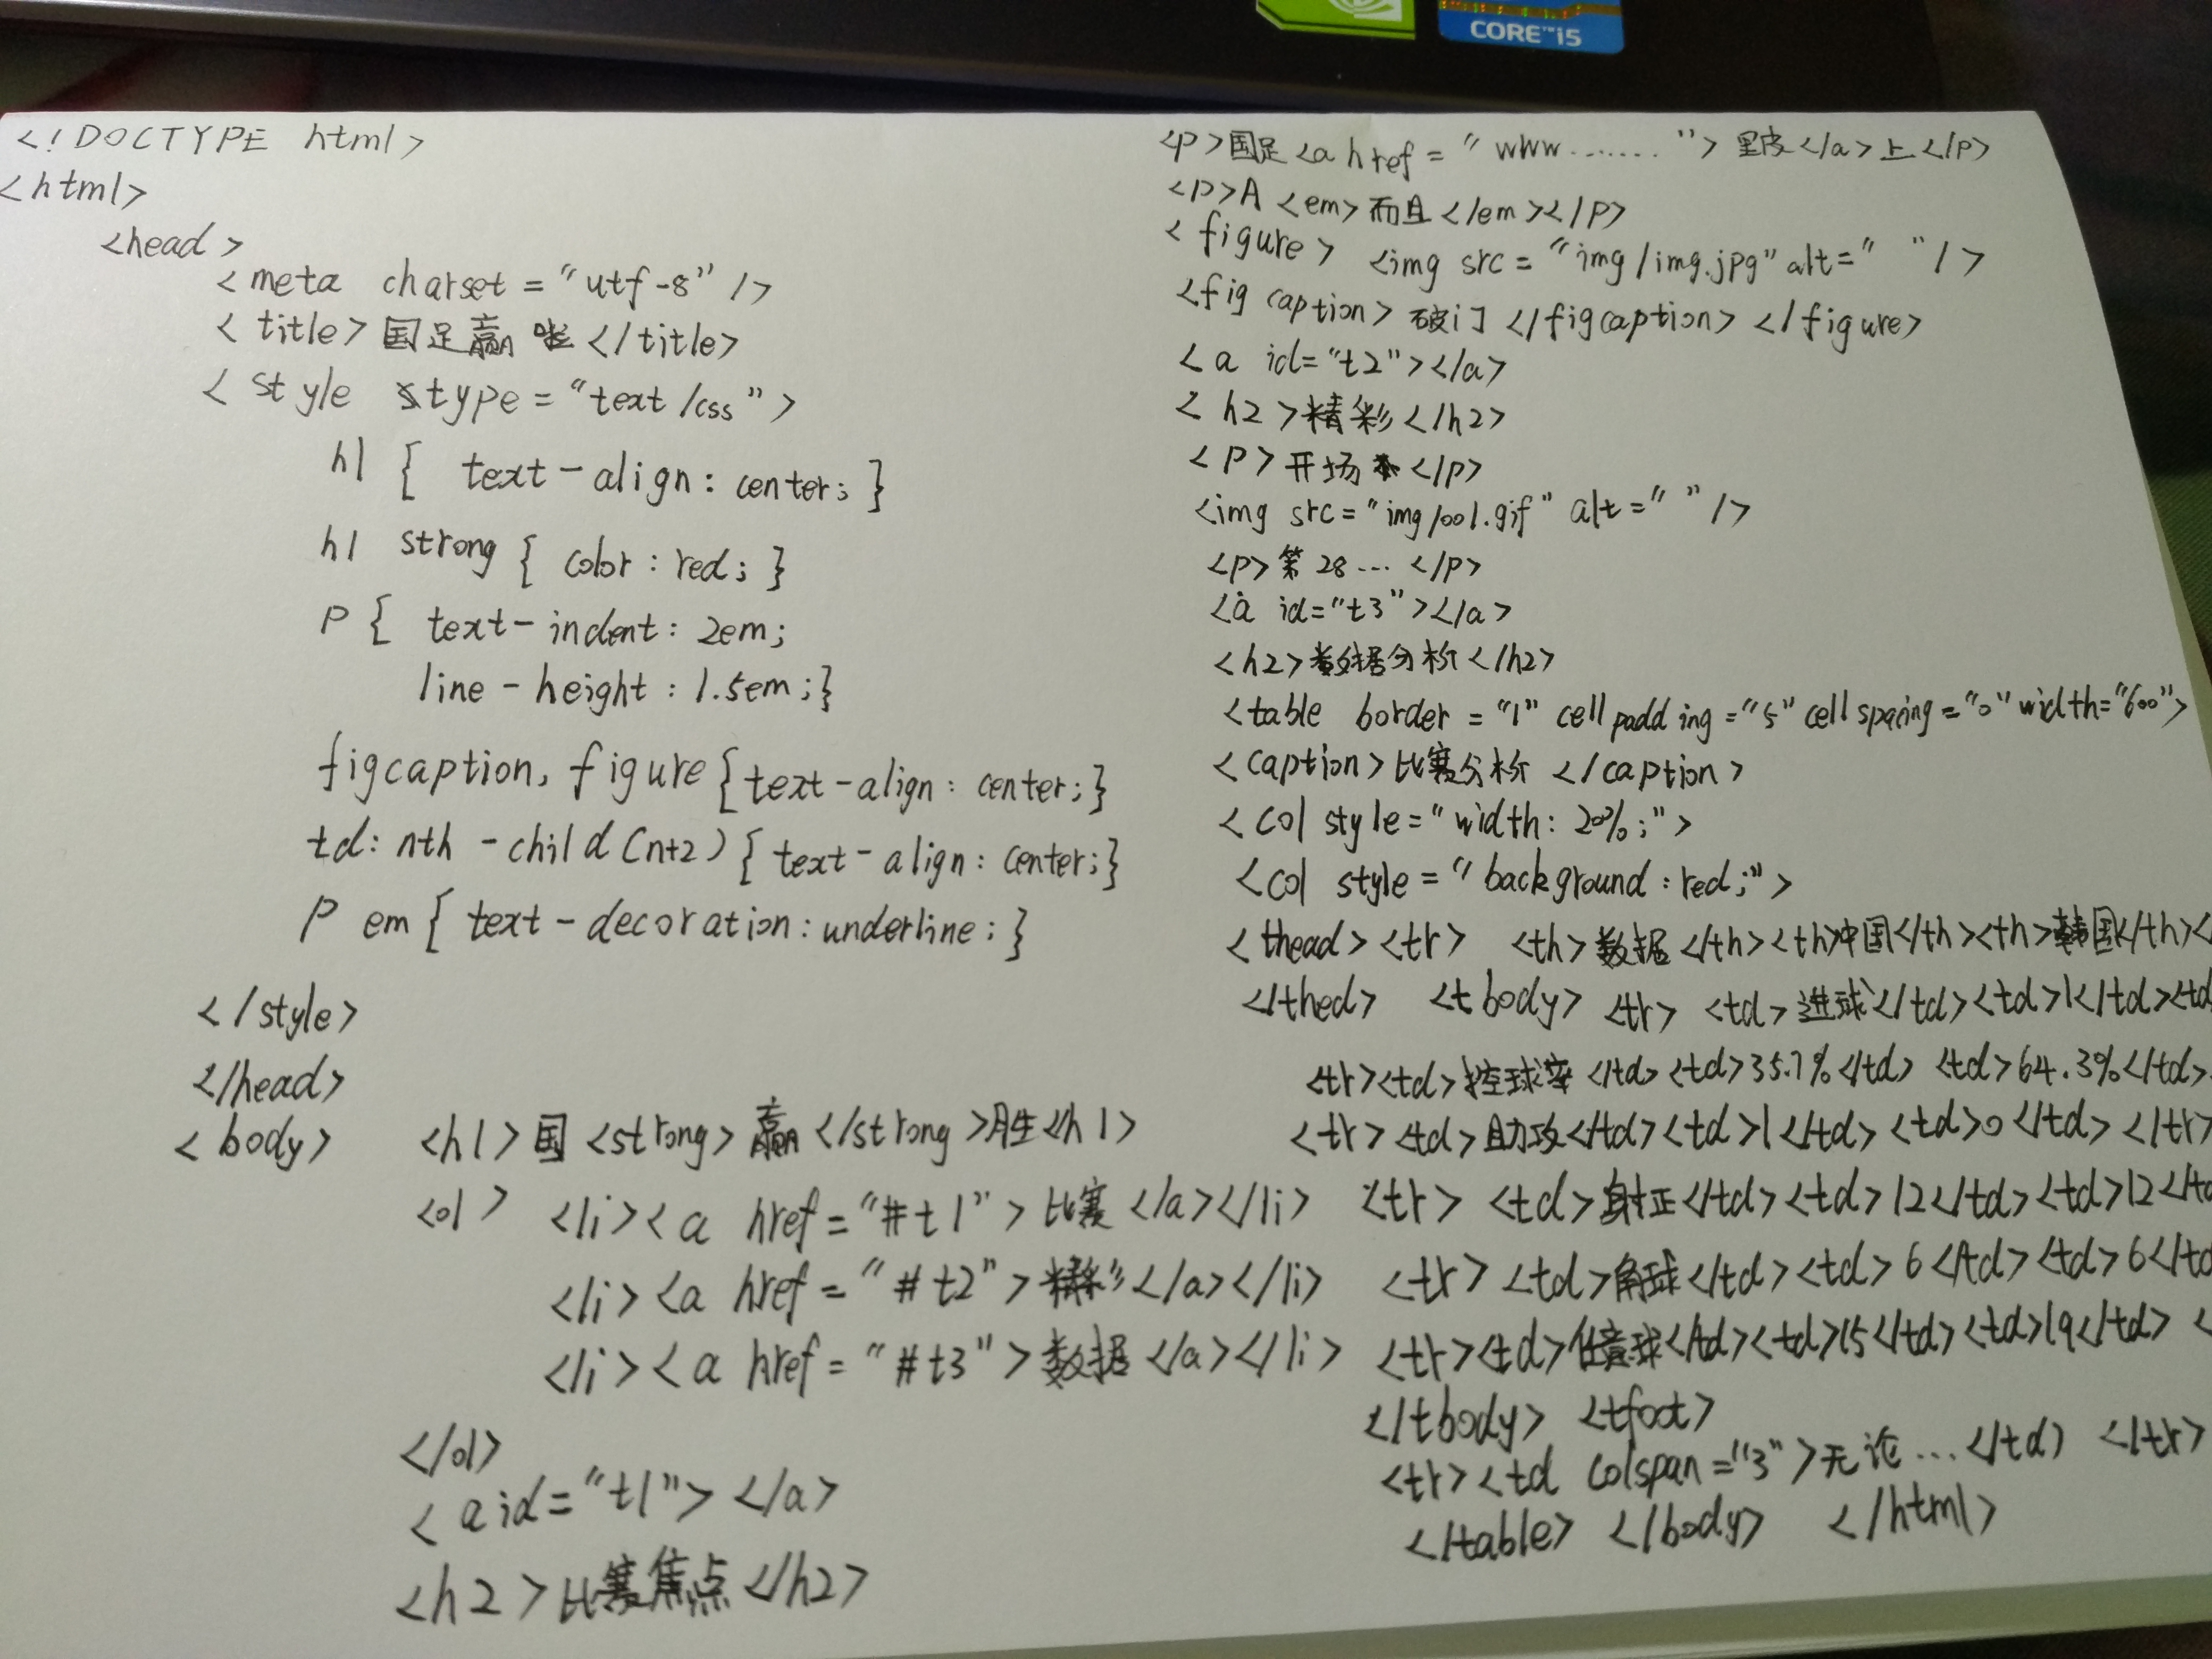 CORE™i5
<!DOCTYPE html>
<html>
<head>
<meta charset="utf-8"/>
<title>国足赢啦</title>
<style type="text/css">
h1 { text-align: center; }
h1 strong { color: red; }
P { text-indent: 2em;
line-height: 1.5em;}
figcaption, figure {text-align: center;}
td: nth-child(n+2){text-align: center;}
P em { text-decoration: underline; }
</style>
</head>
<body> <h1>国<strong>赢</strong>胜<h1>
<ol> <li><a href="#t1">比赛</a></li>
<li><a href="#t2">精彩</a></li>
<li><a href="#t3">数据</a></li>
</ol>
<a id="t1"></a>
<h2>比赛焦点</h2>
<p>国足<a href="www.......">里皮</a>上</p>
<p>A<em>而且</em></p>
<figure> <img src="img/img.jpg" alt=" "/>
<figcaption>破门</figcaption></figure>
<a id="t2"></a>
<h2>精彩</h2>
<p>开场</p>
<img src="img/001.gif" alt=" "/>
<p>第28...</p>
<a id="t3"></a>
<h2>数据分析</h2>
<table border="1" cellpadding="5" cellspacing="0" width="600">
<caption>比赛分析</caption>
<col style="width: 20%;">
<col style="background: red;">
<thead><tr> <th>数据</th><th>中国</th><th>韩国</th><
</thed> <tbody> <tr> <td>进球</td><td>1</td><td
<tr><td>控球率</td><td>35.7%</td> <td>64.3%</td>
<tr><td>助攻</td><td>1</td><td>0</td></tr>
<tr> <td>射正</td><td>12</td><td>12</td
<tr> <td>角球</td><td>6</td><td>6</td
<tr><td>任意球</td><td>15</td><td>19</td> <
</tbody> <tfoot>
<tr><td colspan="3">无论...</td) </tr>
</table> </body> </html>